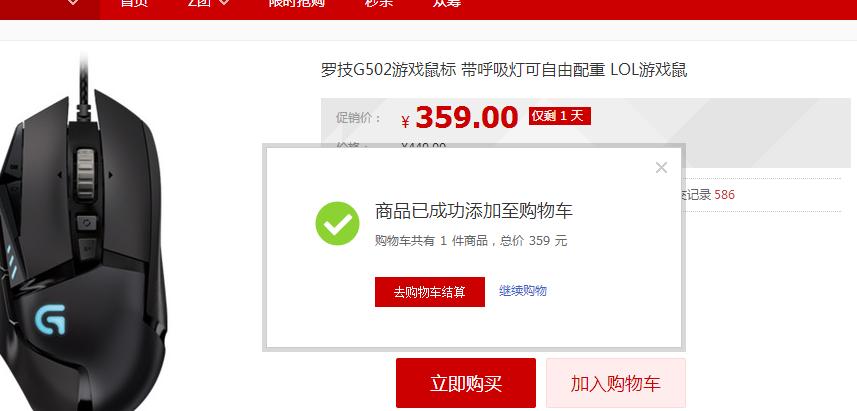 首页 Z团 限时抢购 秒杀 众筹
罗技G502游戏鼠标 带呼吸灯可自由配重 LOL游戏鼠
促销价： ¥ 359.00 仅剩 1 天
价格： ¥449.00
交记录 586
商品已成功添加至购物车
购物车共有 1 件商品，总价 359 元
去购物车结算 继续购物
立即购买 加入购物车